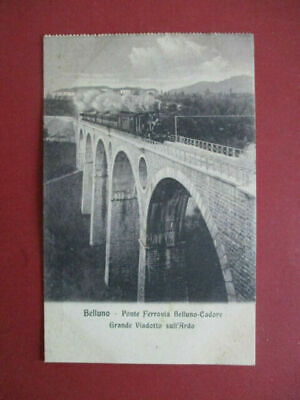 Belluno - Ponte Ferrovia Belluno-Cadore
Grande Viadotto sull'Ardo